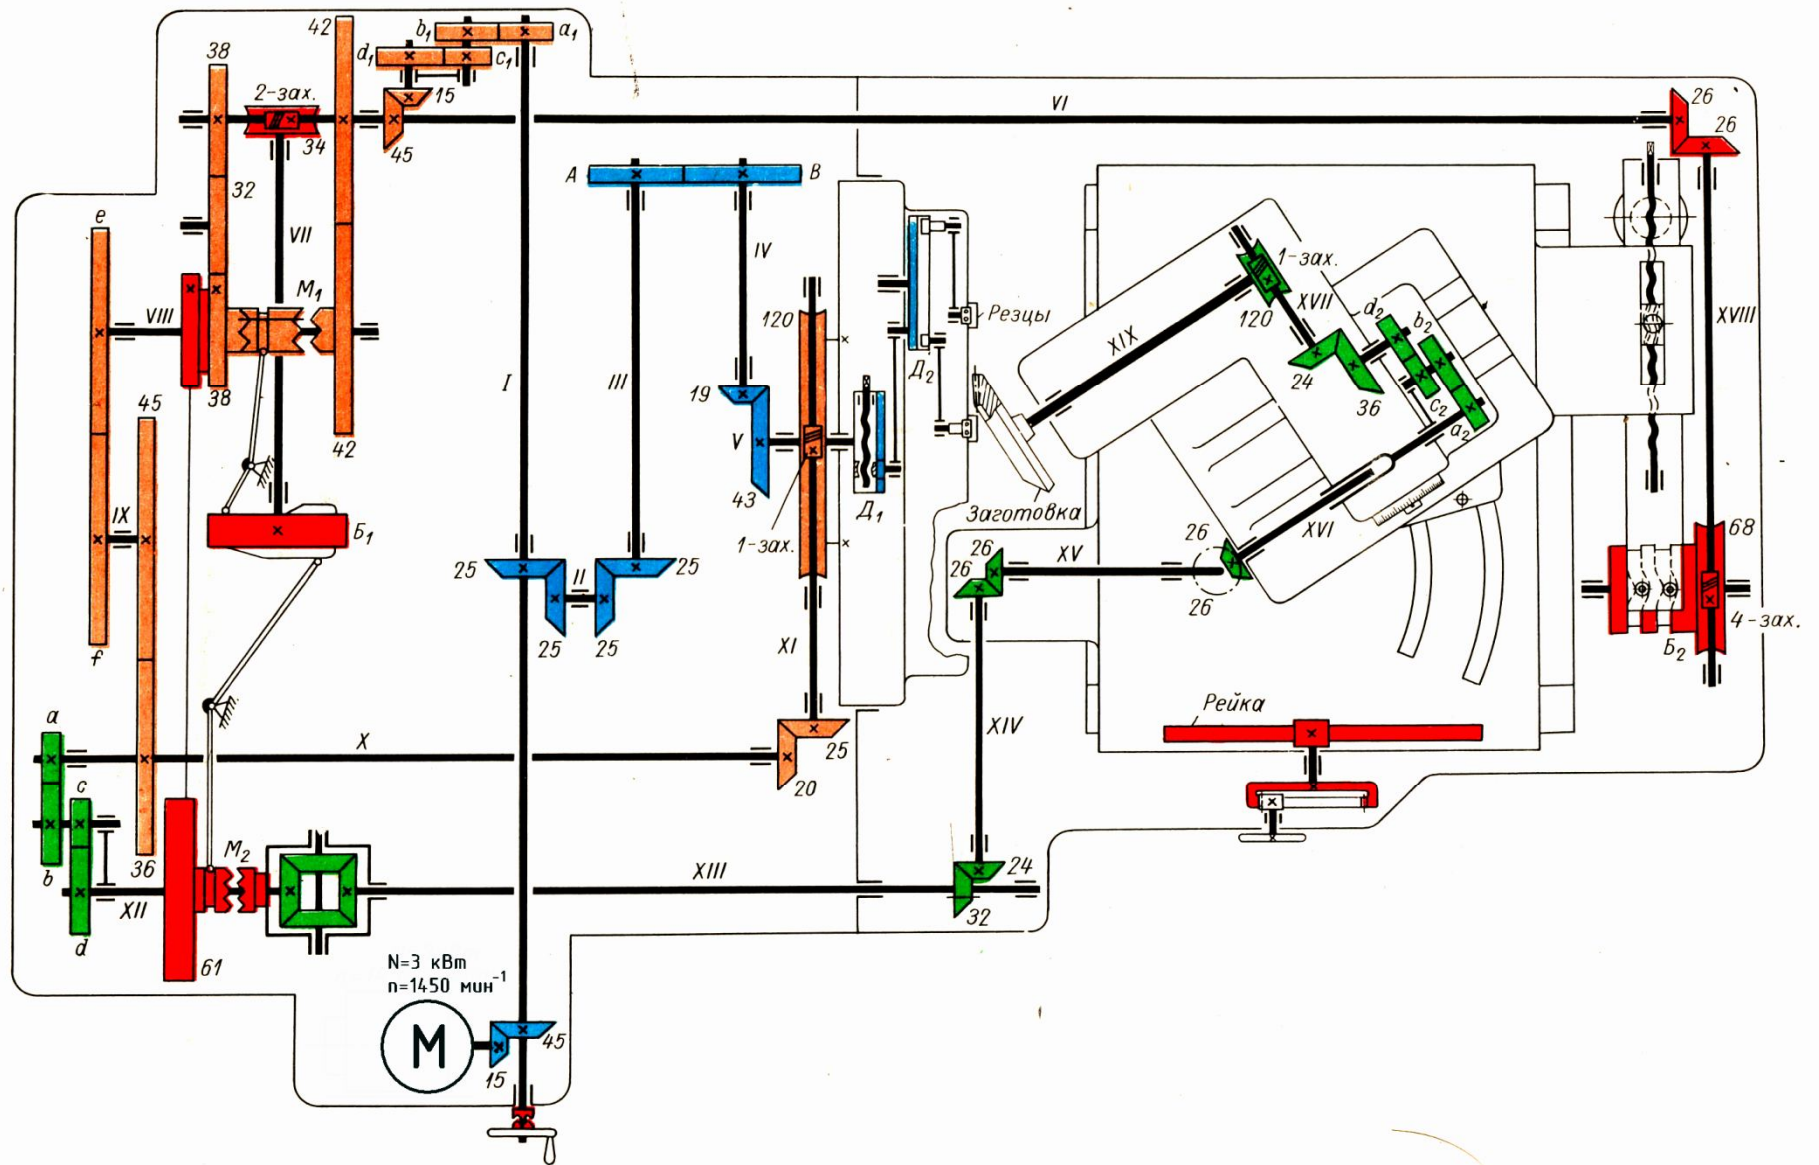 42
b₁
a₁
d₁
c₁
38
2-зах.
15
VI
26
26
34
45
32
A
B
e
VII
IV
1-зах.
M₁
XVII
d₂
b₂
VIII
120
Резцы
120
XIX
XVIII
I
III
Д₂
24
38
19
36
c₂
45
a₂
V
42
43
Д₁
Заготовка
XVI
68
IX
Б₁
1-зах.
26
XV
26
25
II
25
26
26
4-зах.
25
25
Б₂
f
XI
Рейка
a
X
25
XIV
c
20
36
M₂
24
b
XII
XIII
32
d
61
N=3 кВт
n=1450 мин⁻¹
M
45
15